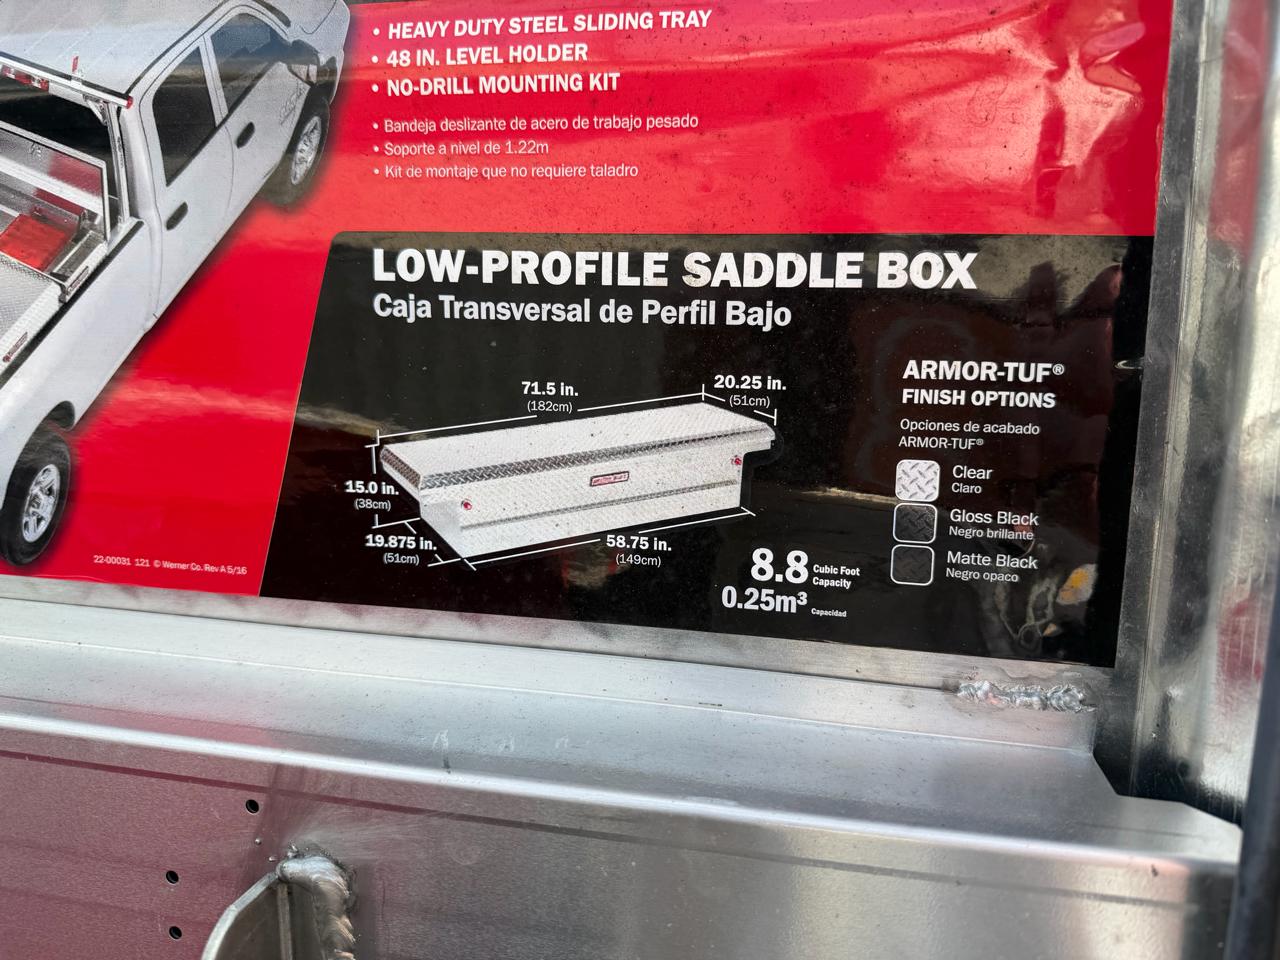 • HEAVY DUTY STEEL SLIDING TRAY
• 48 IN. LEVEL HOLDER
• NO-DRILL MOUNTING KIT
• Bandeja deslizante de acero de trabajo pesado
• Soporte a nivel de 1.22m
• Kit de montaje que no requiere taladro
LOW-PROFILE SADDLE BOX
Caja Transversal de Perfil Bajo
71.5 in.
(182cm)
20.25 in.
(51cm)
15.0 in.
(38cm)
19.875 in.
(51cm)
58.75 in.
(149cm)
8.8 Cubic Foot Capacity
0.25m³ Capacidad
ARMOR-TUF®
FINISH OPTIONS
Opciones de acabado
ARMOR-TUF®
Clear
Claro
Gloss Black
Negro brillante
Matte Black
Negro opaco
22-00031 121 © Werner Co. Rev A 5/16